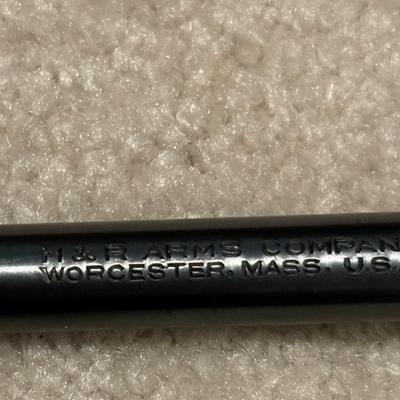 H & R ARMS COMPAN
WORCESTER, MASS. U.S.